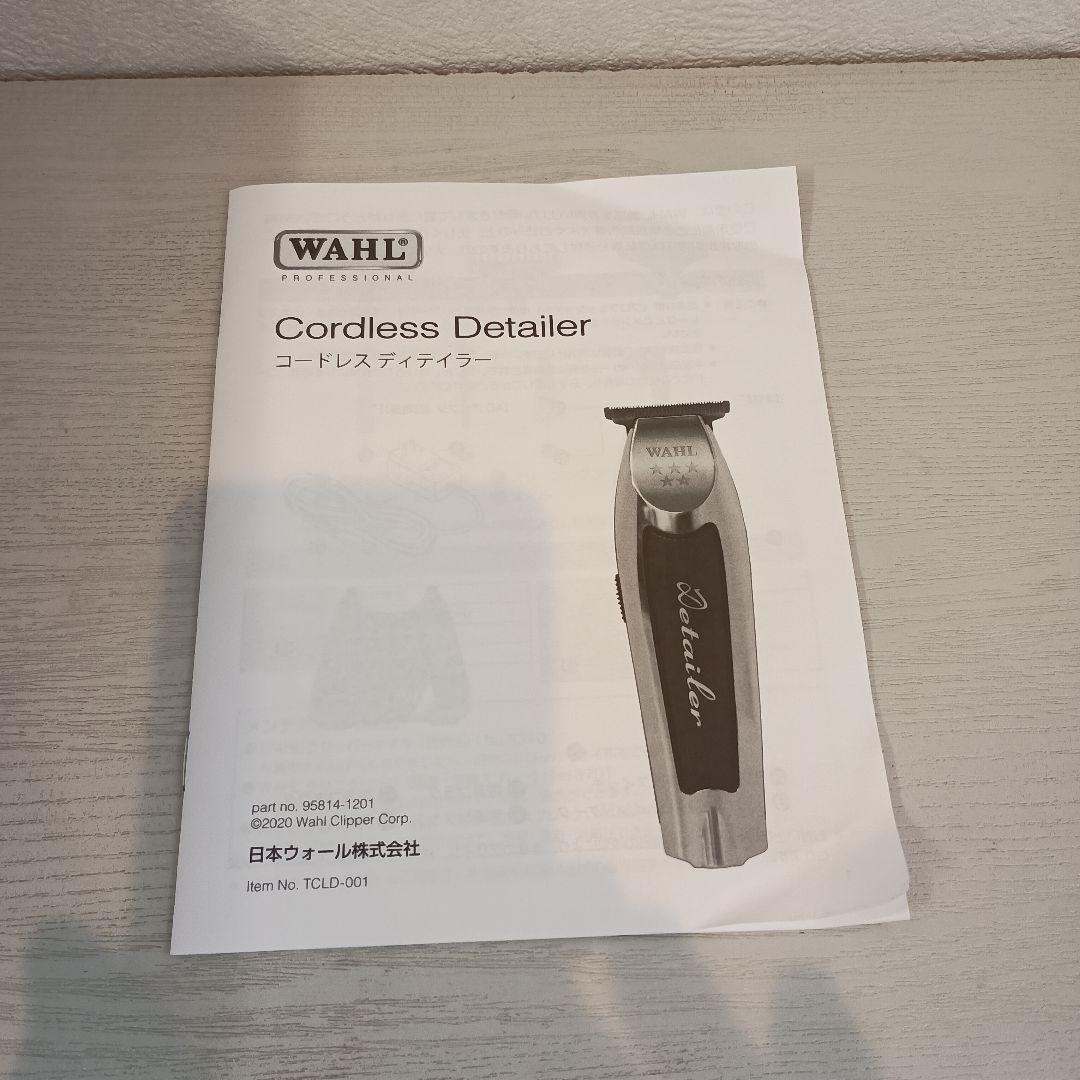 WAHL®
PROFESSIONAL
Cordless Detailer
コードレス ディテイラー
WAHL
Detailer
part no. 95814-1201
©2020 Wahl Clipper Corp.
日本ウォール株式会社
Item No. TCLD-001